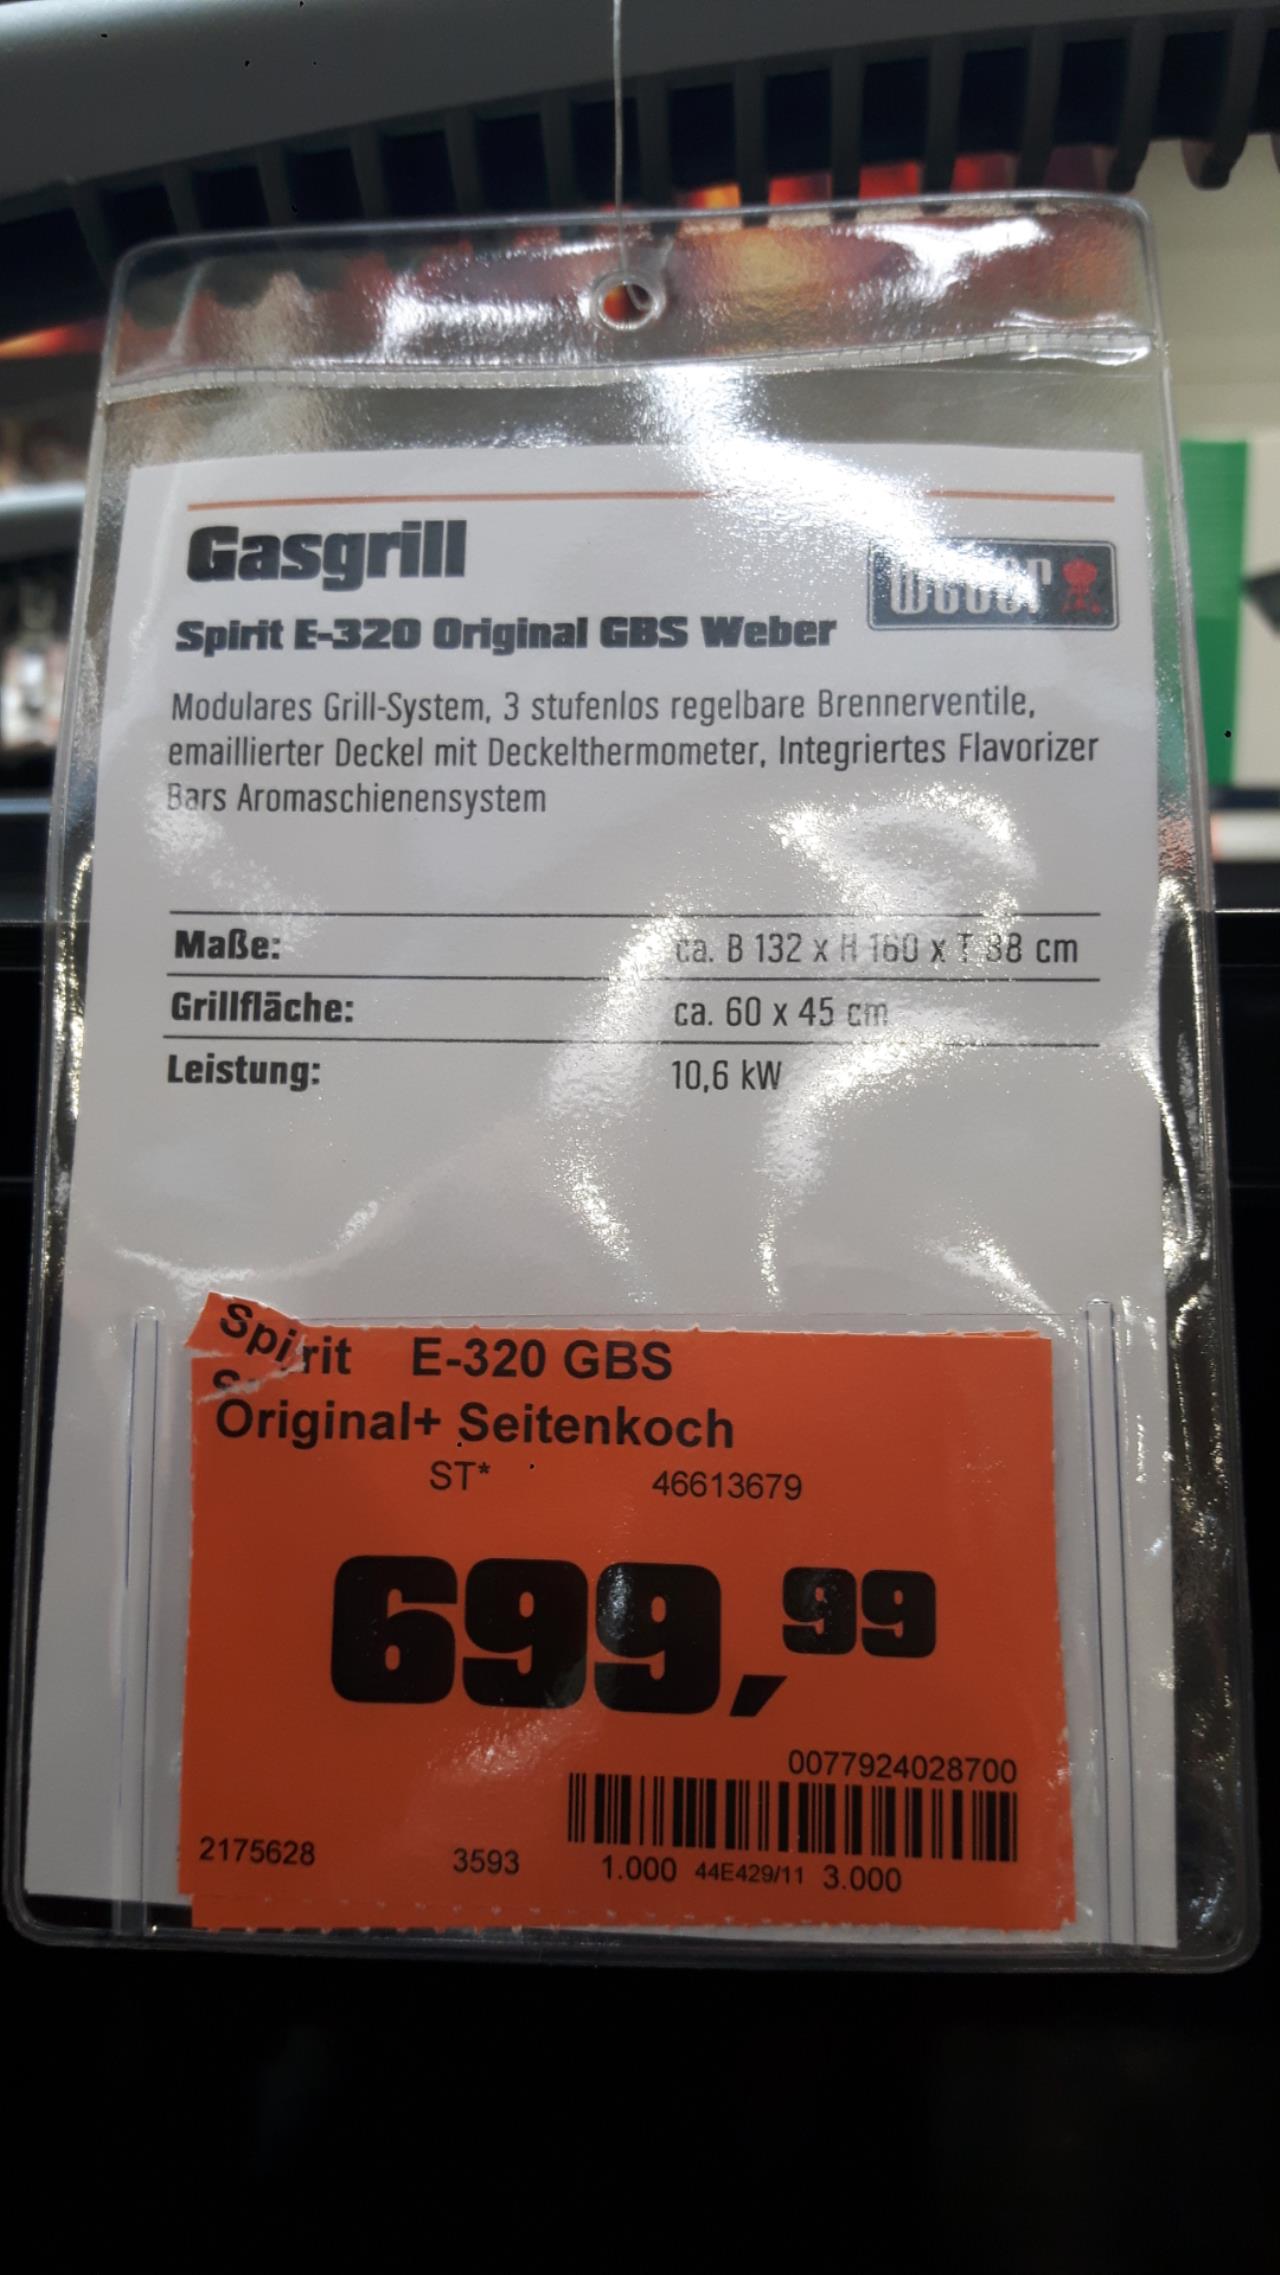 Gasgrill
weber
Spirit E-320 Original GBS Weber
Modulares Grill-System, 3 stufenlos regelbare Brennerventile,
emaillierter Deckel mit Deckelthermometer, Integriertes Flavorizer
Bars Aromaschienensystem
Maße: ca. B 132 x H 160 x T 88 cm
Grillfläche: ca. 60 x 45 cm
Leistung: 10,6 kW
Spirit E-320 GBS
Original+ Seitenkoch
ST* 46613679
699,99
0077924028700
2175628 3593 1.000 44E429/11 3.000